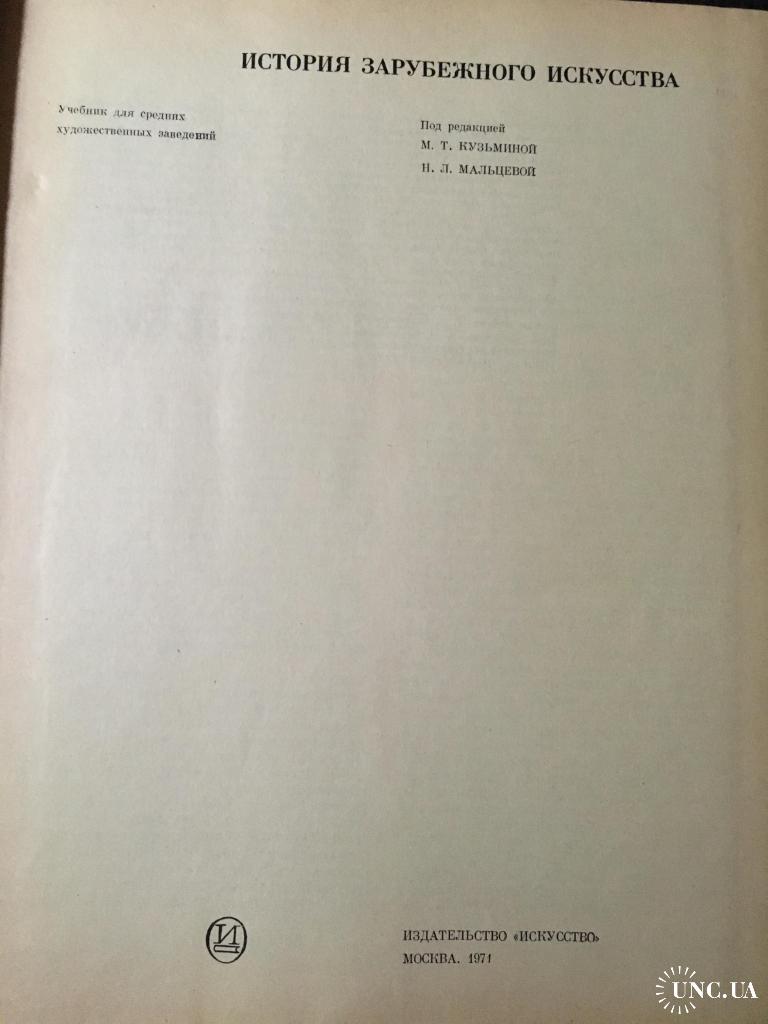 ИСТОРИЯ ЗАРУБЕЖНОГО ИСКУССТВА
Учебник для средних
художественных заведений
Под редакцией
М. Т. КУЗЬМИНОЙ
Н. Л. МАЛЬЦЕВОЙ
И
ИЗДАТЕЛЬСТВО «ИСКУССТВО»
МОСКВА. 1971
UNC.UA